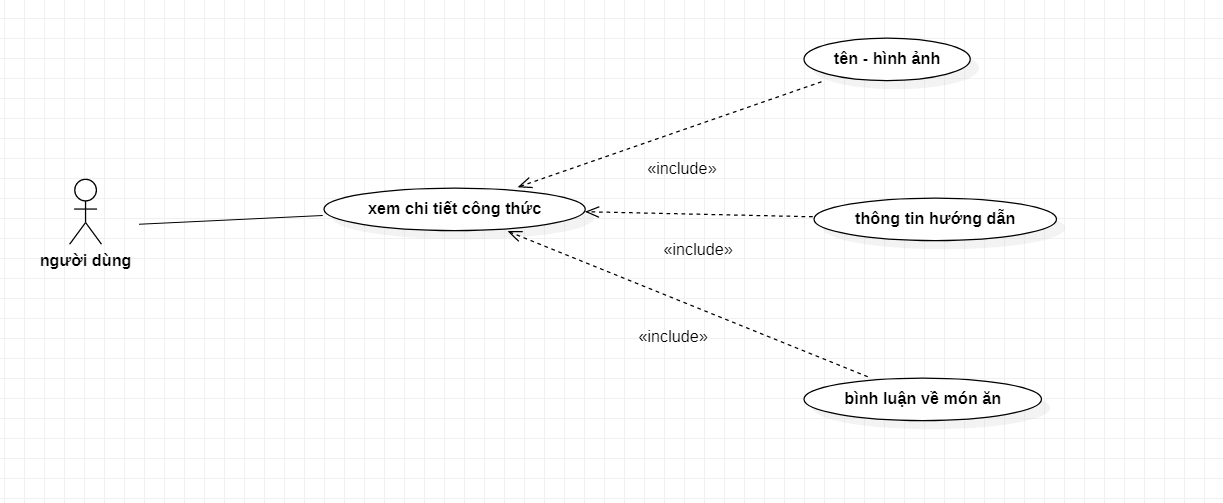 tên - hình ảnh
«include»
xem chi tiết công thức
thông tin hướng dẫn
«include»
người dùng
«include»
bình luận về món ăn